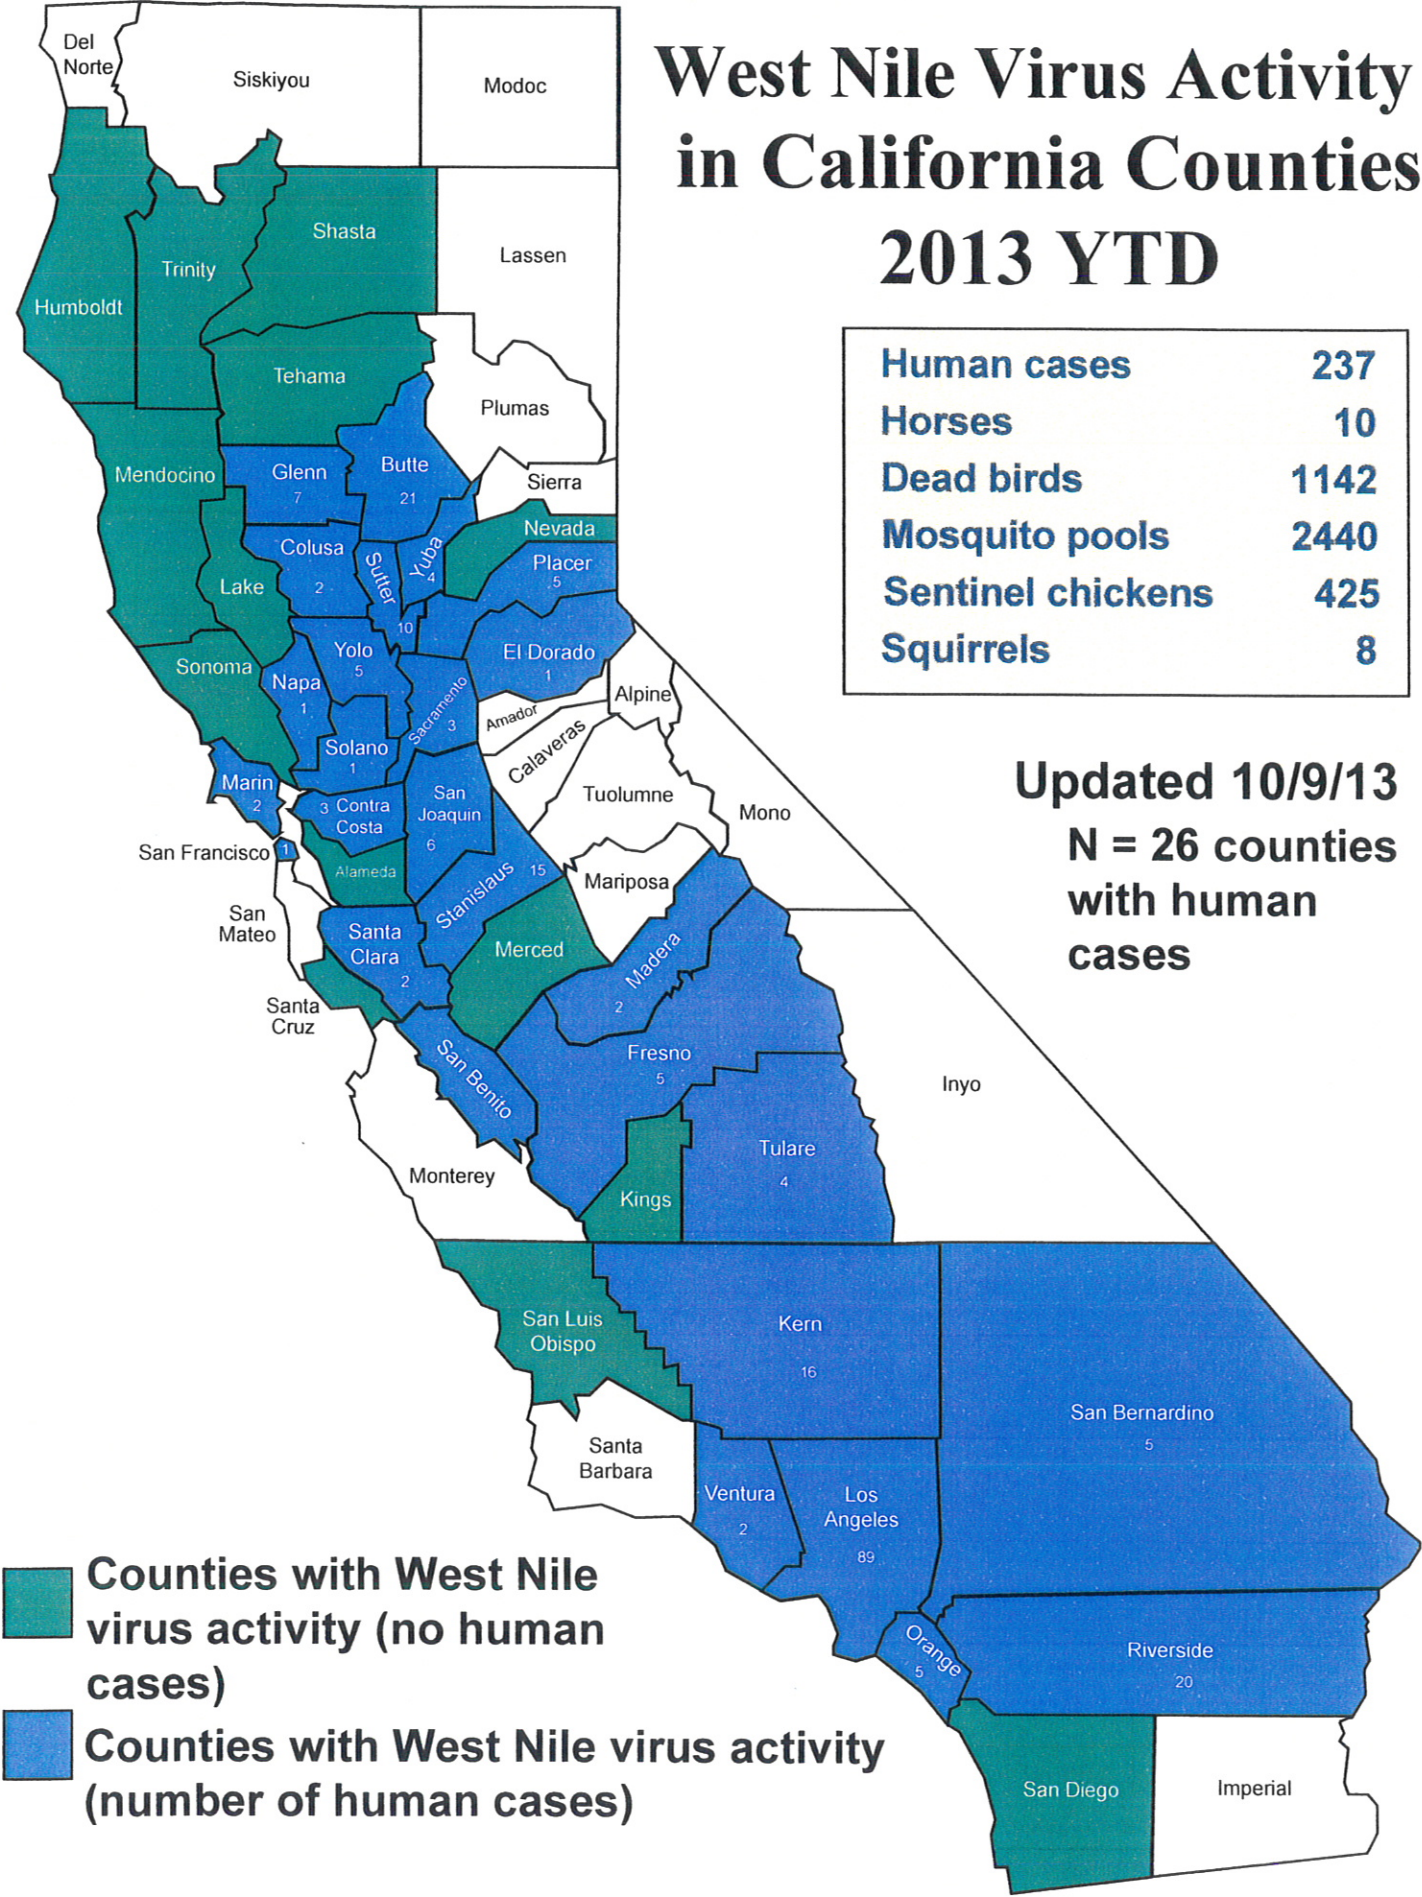 West Nile Virus Activity
in California Counties
2013 YTD
Human cases 237
Horses 10
Dead birds 1142
Mosquito pools 2440
Sentinel chickens 425
Squirrels 8
Updated 10/9/13
N = 26 counties
with human
cases
Del
Norte
Siskiyou
Modoc
Shasta
Lassen
Trinity
Humboldt
Tehama
Plumas
Mendocino
Glenn
7
Butte
21
Sierra
Nevada
Colusa
2
Sutter
10
Yuba
4
Placer
5
Lake
Yolo
5
El Dorado
1
Sonoma
Napa
1
Sacramento
3
Amador
Alpine
Solano
1
Calaveras
Marin
2
3 Contra
Costa
San
Joaquin
6
Tuolumne
Mono
San Francisco
1
Alameda
Stanislaus
15
Mariposa
San
Mateo
Santa
Clara
2
Merced
Madera
2
Santa
Cruz
San Benito
Fresno
5
Inyo
Monterey
Kings
Tulare
4
San Luis
Obispo
Kern
16
San Bernardino
5
Santa
Barbara
Ventura
2
Los
Angeles
89
Orange
5
Riverside
20
San Diego
Imperial
Counties with West Nile
virus activity (no human
cases)
Counties with West Nile virus activity
(number of human cases)